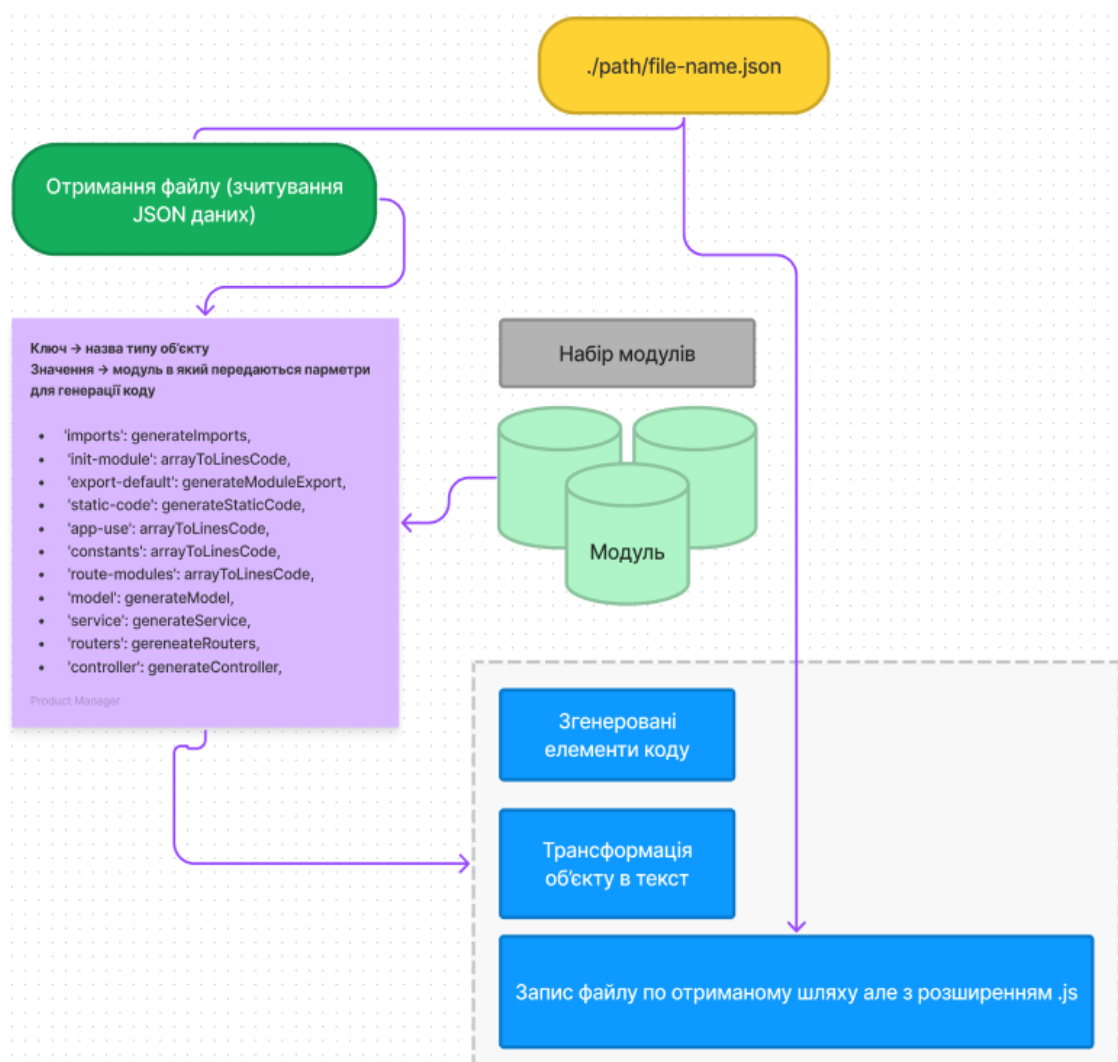 ./path/file-name.json
Отримання файлу (зчитування
JSON даних)
Ключ → назва типу об'єкту
Значення → модуль в який передаються парметри
для генерації коду
• 'imports': generateImports,
• 'init-module': arrayToLinesCode,
• 'export-default': generateModuleExport,
• 'static-code': generateStaticCode,
• 'app-use': arrayToLinesCode,
• 'constants': arrayToLinesCode,
• 'route-modules': arrayToLinesCode,
• 'model': generateModel,
• 'service': generateService,
• 'routers': gereneateRouters,
• 'controller': generateController,
Product Manager
Набір модулів
Модуль
Згенеровані
елементи коду
Трансформація
об'єкту в текст
Запис файлу по отриманому шляху але з розширенням .js